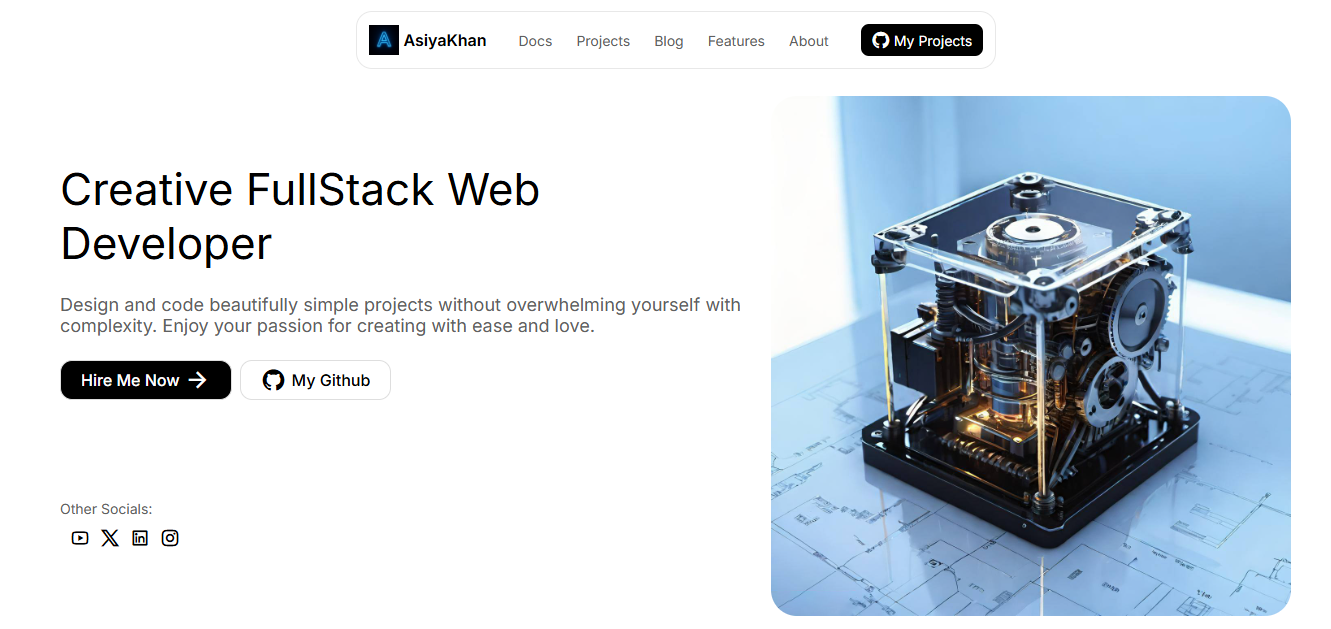 AsiyaKhan Docs Projects Blog Features About My Projects
Creative FullStack Web
Developer
Design and code beautifully simple projects without overwhelming yourself with
complexity. Enjoy your passion for creating with ease and love.
Hire Me Now My Github
Other Socials: